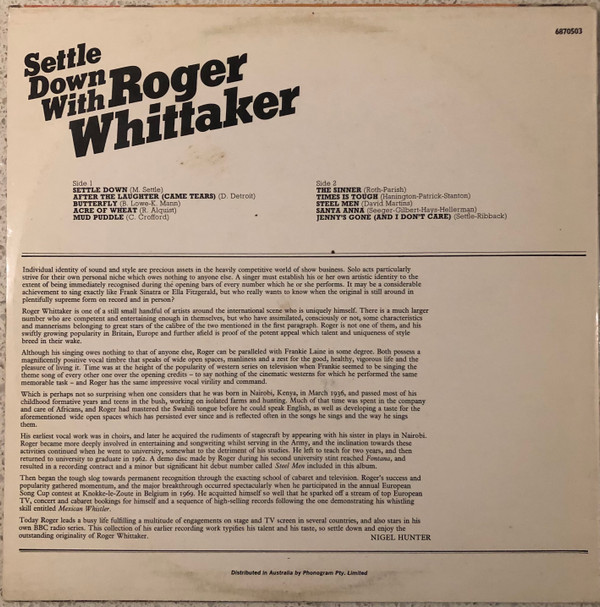 6870503
Settle
Down
With Roger
Whittaker
Side 1
SETTLE DOWN (M. Settle)
AFTER THE LAUGHTER (CAME TEARS) (D. Detroit)
BUTTERFLY (B. Lowe-K. Mann)
ACRE OF WHEAT (R. Alquist)
MUD PUDDLE (C. Crofford)
Side 2
THE SINNER (Roth-Parish)
TIMES IS TOUGH (Hanington-Patrick-Stanton)
STEEL MEN (David Martins)
SANTA ANNA (Seeger-Gilbert-Hays-Hellerman)
JENNY'S GONE (AND I DON'T CARE) (Settle-Ribback)
Individual identity of sound and style are precious assets in the heavily competitive world of show business. Solo acts particularly
strive for their own personal niche which owes nothing to anyone else. A singer must establish his or her own artistic identity to the
extent of being immediately recognised during the opening bars of every number which he or she performs. It may be a considerable
achievement to sing exactly like Frank Sinatra or Ella Fitzgerald, but who really wants to know when the original is still around in
plentifully supreme form on record and in person?
Roger Whittaker is one of a still small handful of artists around the international scene who is uniquely himself. There is a much larger
number who are competent and entertaining enough in themselves, but who have assimilated, consciously or not, some characteristics
and mannerisms belonging to great stars of the calibre of the two mentioned in the first paragraph. Roger is not one of them, and his
swiftly growing popularity in Britain, Europe and further afield is proof of the potent appeal which talent and uniqueness of style
breed in their wake.
Although his singing owes nothing to that of anyone else, Roger can be paralleled with Frankie Laine in some degree. Both possess a
magnificently positive vocal timbre that speaks of wide open spaces, manliness and a zest for the good, healthy, vigorous life and the
pleasure of living it. Time was at the height of the popularity of western series on television when Frankie seemed to be singing the
theme song of every other one over the opening credits – to say nothing of the cinematic westerns for which he performed the same
memorable task – and Roger has the same impressive vocal virility and command.
Which is perhaps not so surprising when one considers that he was born in Nairobi, Kenya, in March 1936, and passed most of his
childhood formative years and teens in the bush, working on isolated farms and hunting. Much of that time was spent in the company
and care of Africans, and Roger had mastered the Swahili tongue before he could speak English, as well as developing a taste for the
aforementioned wide open spaces which has persisted ever since and is reflected often in the songs he sings and the way he sings
them.
His earliest vocal work was in choirs, and later he acquired the rudiments of stagecraft by appearing with his sister in plays in Nairobi.
Roger became more deeply involved in entertaining and songwriting whilst serving in the Army, and the inclination towards these
activities continued when he went to university, somewhat to the detriment of his studies. He left to teach for two years, and then
returned to university to graduate in 1962. A demo disc made by Roger during his second university stint reached Fontana, and
resulted in a recording contract and a minor but significant hit debut number called Steel Men included in this album.
Then began the tough slog towards permanent recognition through the exacting school of cabaret and television. Roger's success and
popularity gathered momentum, and the major breakthrough occurred spectacularly when he participated in the annual European
Song Cup contest at Knokke-le-Zoute in Belgium in 1969. He acquitted himself so well that he sparked off a stream of top European
TV, concert and cabaret bookings for himself and a sequence of high-selling records following the one demonstrating his whistling
skill entitled Mexican Whistler.
Today Roger leads a busy life fulfilling a multitude of engagements on stage and TV screen in several countries, and also stars in his
own BBC radio series. This collection of his earlier recording work typifies his talent and his taste, so settle down and enjoy the
outstanding originality of Roger Whittaker.
NIGEL HUNTER
Distributed in Australia by Phonogram Pty. Limited